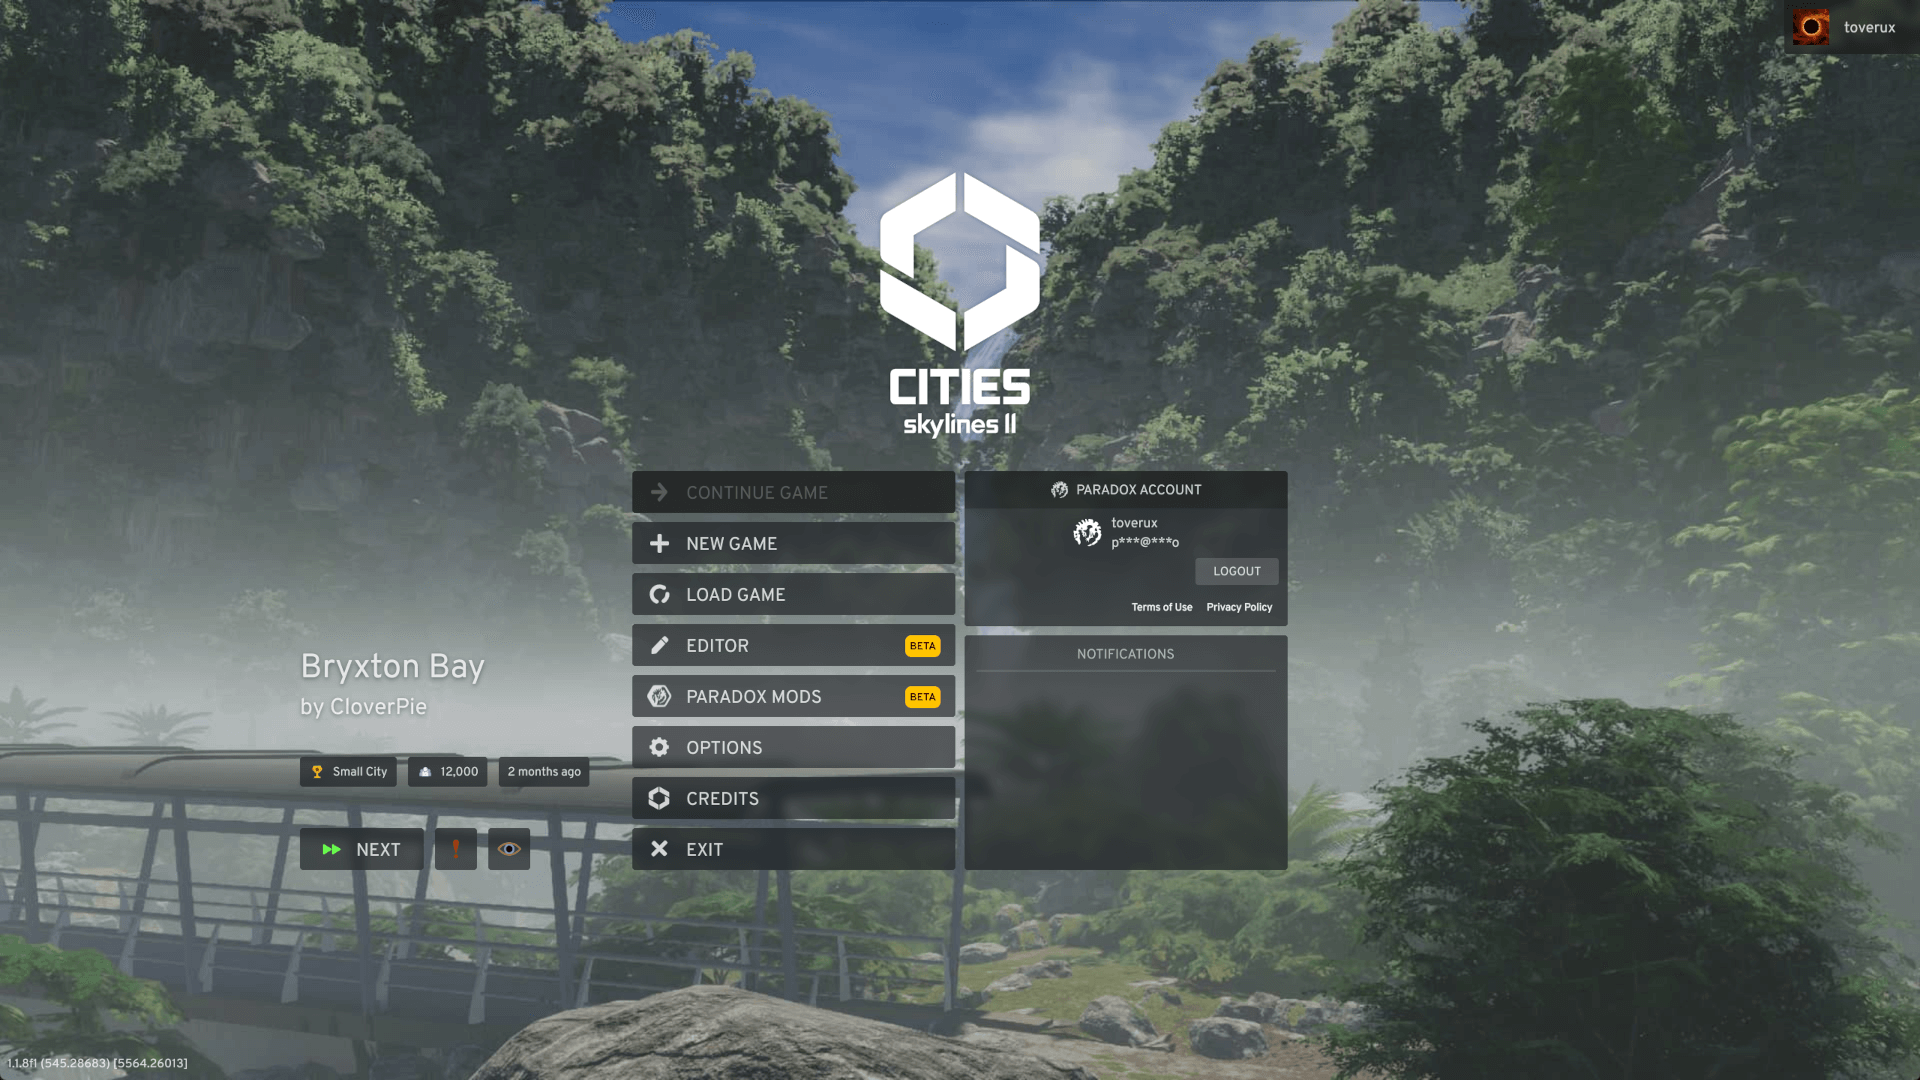 toverux
CITIES
skylines II
CONTINUE GAME
NEW GAME
LOAD GAME
EDITOR BETA
PARADOX MODS BETA
OPTIONS
CREDITS
EXIT
PARADOX ACCOUNT
toverux
p***@***o
LOGOUT
Terms of Use Privacy Policy
NOTIFICATIONS
Bryxton Bay
by CloverPie
Small City 12,000 2 months ago
NEXT
1.1.8f1 (545.28683) [5564.26013]